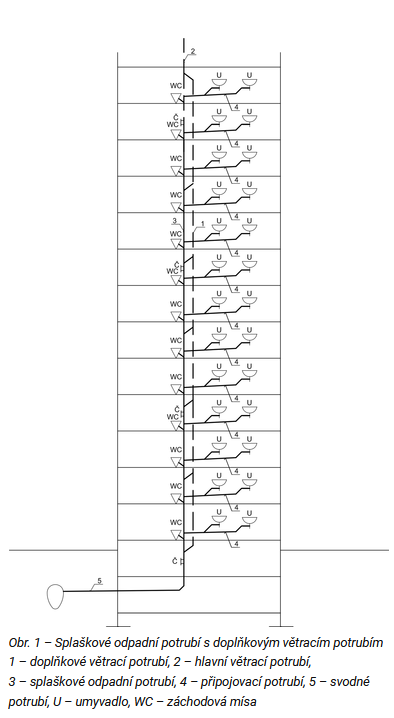 2
U U
WC
4
U U
Č
WC
4
U U
WC
4
U U
WC
4
3 1 U U
WC
4
U U
Č
WC
4
U U
WC
4
U U
WC
4
U U
WC
4
U U
Č
WC
4
U U
WC
4
U U
WC
4
U U
WC
4
Č
5
Obr. 1 – Splaškové odpadní potrubí s doplňkovým větracím potrubím
1 – doplňkové větrací potrubí, 2 – hlavní větrací potrubí,
3 – splaškové odpadní potrubí, 4 – připojovací potrubí, 5 – svodné
potrubí, U – umyvadlo, WC – záchodová mísa